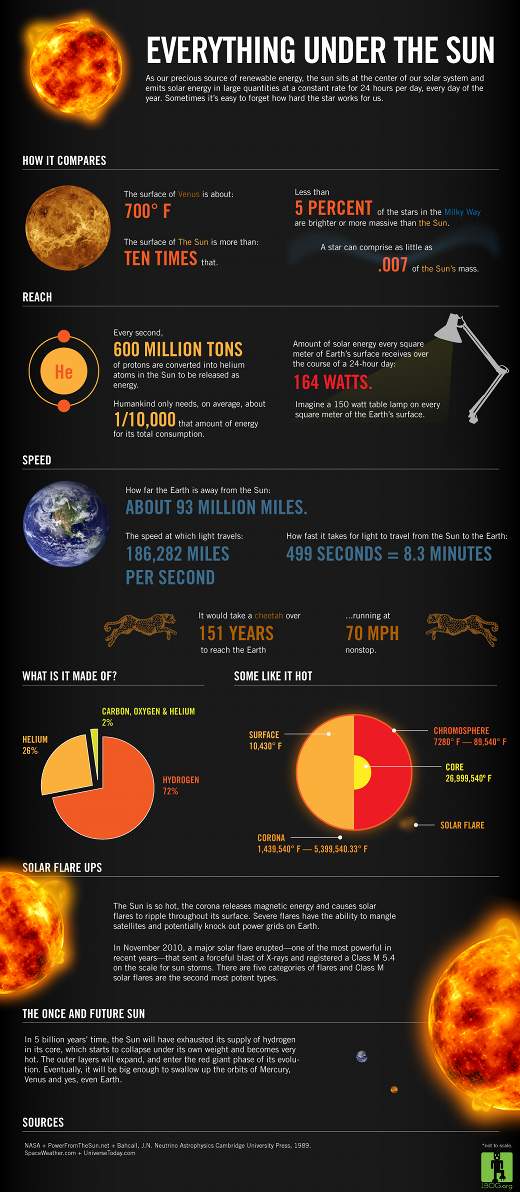 EVERYTHING UNDER THE SUN
As our precious source of renewable energy, the sun sits at the center of our solar system and
emits solar energy in large quantities at a constant rate for 24 hours per day, every day of the
year. Sometimes it's easy to forget how hard the star works for us.
HOW IT COMPARES
The surface of Venus is about:
700° F
The surface of The Sun is more than:
TEN TIMES that.
Less than
5 PERCENT of the stars in the Milky Way
are brighter or more massive than the Sun.
A star can comprise as little as
.007 of the Sun's mass.
REACH
He
Every second,
600 MILLION TONS
of protons are converted into helium
atoms in the Sun to be released as
energy.
Humankind only needs, on average, about
1/10,000 that amount of energy
for its total consumption.
Amount of solar energy every square
meter of Earth's surface receives over
the course of a 24-hour day:
164 WATTS.
Imagine a 150 watt table lamp on every
square meter of the Earth's surface.
SPEED
How far the Earth is away from the Sun:
ABOUT 93 MILLION MILES.
The speed at which light travels:
186,282 MILES
PER SECOND
How fast it takes for light to travel from the Sun to the Earth:
499 SECONDS = 8.3 MINUTES
It would take a cheetah over
151 YEARS
to reach the Earth
...running at
70 MPH
nonstop.
WHAT IS IT MADE OF?
CARBON, OXYGEN & HELIUM
2%
HELIUM
26%
HYDROGEN
72%
SOME LIKE IT HOT
SURFACE
10,430° F
CHROMOSPHERE
7280° F — 89,540° F
CORE
26,999,540° F
SOLAR FLARE
CORONA
1,439,540° F — 5,399,540.33° F
SOLAR FLARE UPS
The Sun is so hot, the corona releases magnetic energy and causes solar
flares to ripple throughout its surface. Severe flares have the ability to mangle
satellites and potentially knock out power grids on Earth.
In November 2010, a major solar flare erupted—one of the most powerful in
recent years—that sent a forceful blast of X-rays and registered a Class M 5.4
on the scale for sun storms. There are five categories of flares and Class M
solar flares are the second most potent types.
THE ONCE AND FUTURE SUN
In 5 billion years' time, the Sun will have exhausted its supply of hydrogen
in its core, which starts to collapse under its own weight and becomes very
hot. The outer layers will expand, and enter the red giant phase of its evolu-
tion. Eventually, it will be big enough to swallow up the orbits of Mercury,
Venus and yes, even Earth.
SOURCES
NASA + PowerFromTheSun.net + Bahcall, J.N. Neutrino Astrophysics Cambridge University Press, 1989.
SpaceWeather.com + UniverseToday.com
*not to scale.
1BOG.org